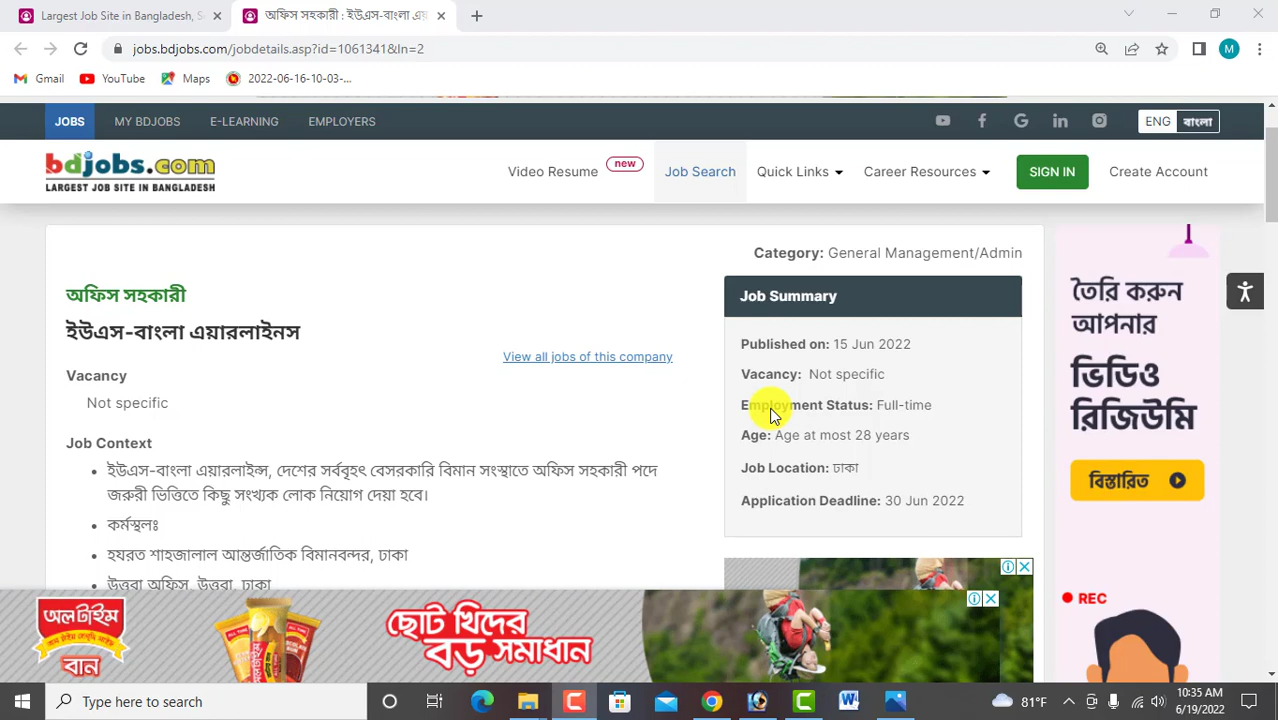 Largest Job Site in Bangladesh, S
অফিস সহকারী : ইউএস-বাংলা এয়
jobs.bdjobs.com/jobdetails.asp?id=1061341&ln=2
M
Gmail
YouTube
Maps
2022-06-16-10-03-...
JOBS
MY BDJOBS
E-LEARNING
EMPLOYERS
ENG
বাংলা
bdjobs.com
LARGEST JOB SITE IN BANGLADESH
Video Resume
new
Job Search
Quick Links
Career Resources
SIGN IN
Create Account
Category: General Management/Admin
অফিস সহকারী
ইউএস-বাংলা এয়ারলাইনস
View all jobs of this company
Vacancy
Not specific
Job Context
ইউএস-বাংলা এয়ারলাইন্স, দেশের সর্ববৃহৎ বেসরকারি বিমান সংস্থাতে অফিস সহকারী পদে
জরুরী ভিত্তিতে কিছু সংখ্যক লোক নিয়োগ দেয়া হবে।
কর্মস্থলঃ
হযরত শাহজালাল আন্তর্জাতিক বিমানবন্দর, ঢাকা
উত্তরা অফিস, উত্তরা, ঢাকা
Job Summary
Published on: 15 Jun 2022
Vacancy: Not specific
Employment Status: Full-time
Age: Age at most 28 years
Job Location: ঢাকা
Application Deadline: 30 Jun 2022
তৈরি করুন
আপনার
ভিডিও
রিজিউমি
বিস্তারিত
REC
অলটাইম
বান
ছোট খিদের
বড় সমাধান
Type here to search
81°F
10:35 AM
6/19/2022